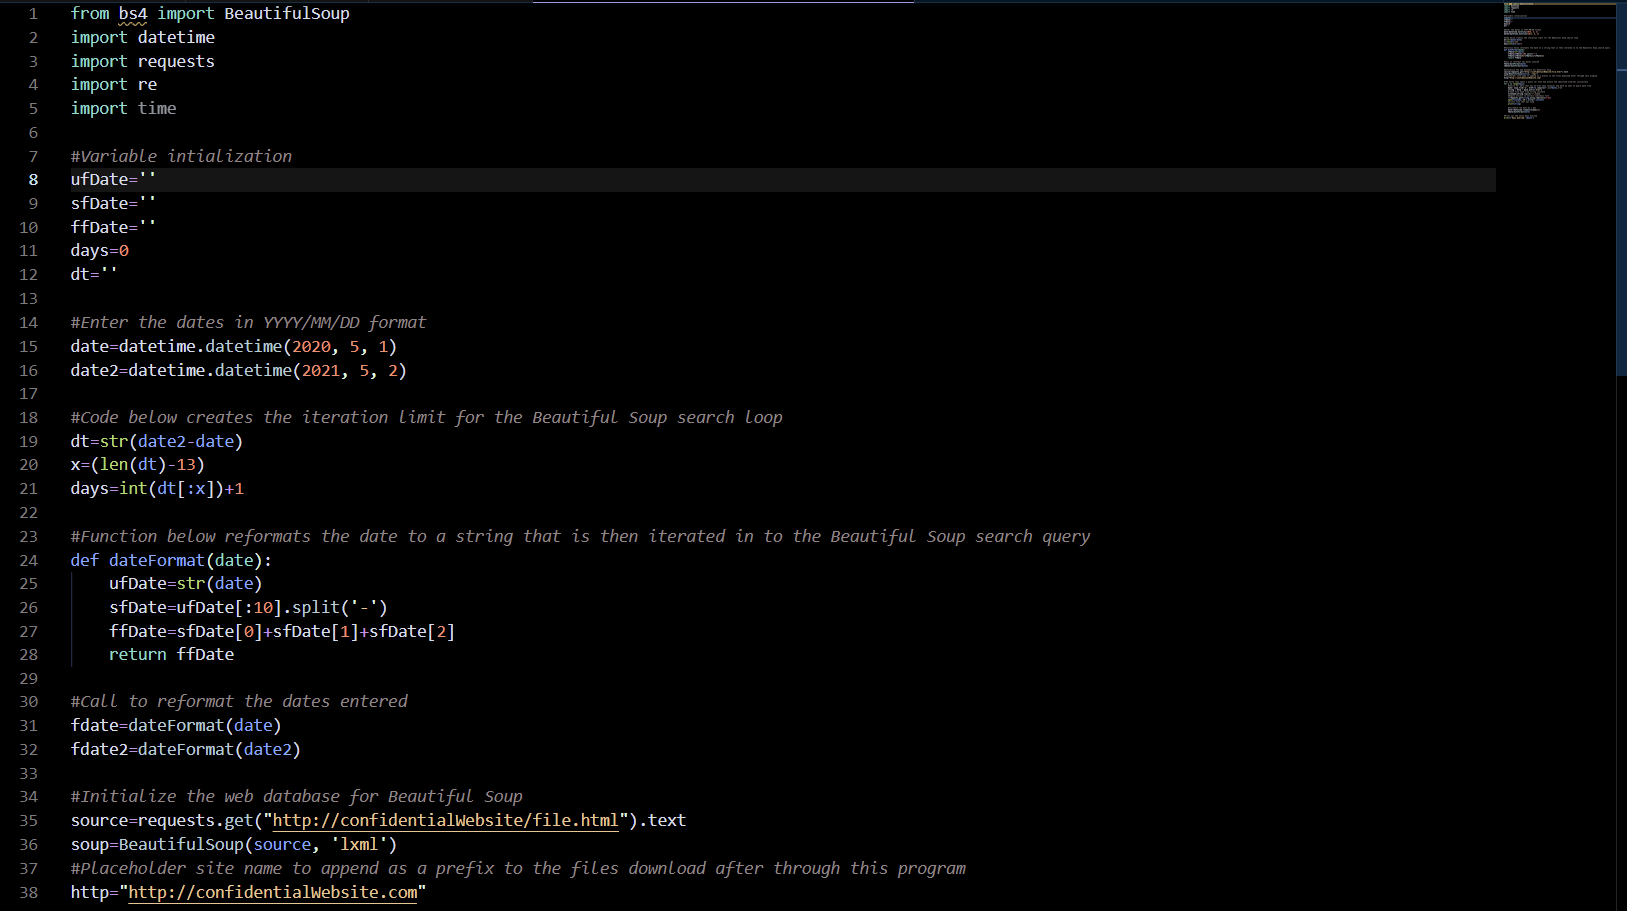 1 from bs4 import BeautifulSoup
2 import datetime
3 import requests
4 import re
5 import time
6
7 #Variable intialization
8 ufDate=''
9 sfDate=''
10 ffDate=''
11 days=0
12 dt=''
13
14 #Enter the dates in YYYY/MM/DD format
15 date=datetime.datetime(2020, 5, 1)
16 date2=datetime.datetime(2021, 5, 2)
17
18 #Code below creates the iteration limit for the Beautiful Soup search loop
19 dt=str(date2-date)
20 x=(len(dt)-13)
21 days=int(dt[:x])+1
22
23 #Function below reformats the date to a string that is then iterated in to the Beautiful Soup search query
24 def dateFormat(date):
25     ufDate=str(date)
26     sfDate=ufDate[:10].split('-')
27     ffDate=sfDate[0]+sfDate[1]+sfDate[2]
28     return ffDate
29
30 #Call to reformat the dates entered
31 fdate=dateFormat(date)
32 fdate2=dateFormat(date2)
33
34 #Initialize the web database for Beautiful Soup
35 source=requests.get("http://confidentialWebsite/file.html").text
36 soup=BeautifulSoup(source, 'lxml')
37 #Placeholder site name to append as a prefix to the files download after through this program
38 http="http://confidentialWebsite.com"